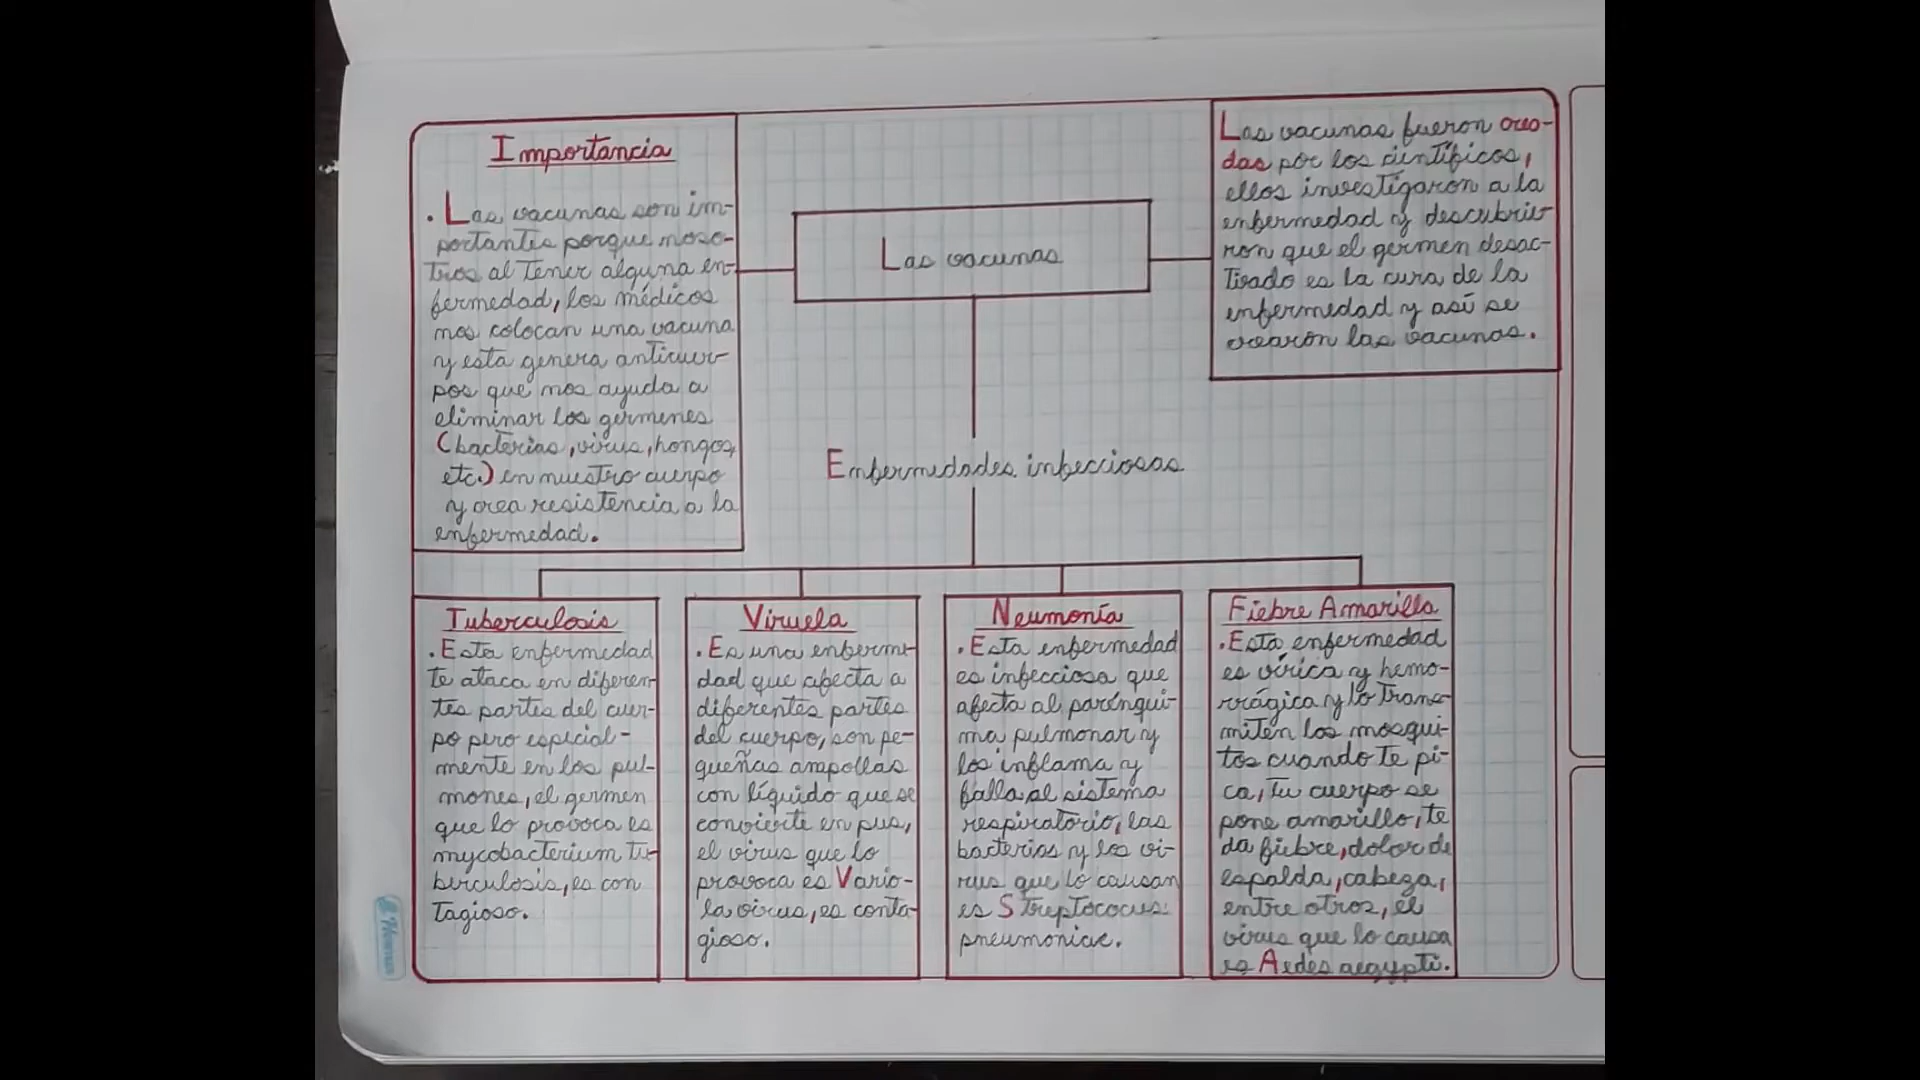 Importancia
. Las vacunas son im-
portantes porque noso-
tros al tener alguna en-
fermedad, los médicos
nos colocan una vacuna
y esta genera anticuer-
pos que nos ayuda a
eliminar los germenes
(bacterias, virus, hongos,
etc.) en nuestro cuerpo
y crea resistencia a la
enfermedad.
Las vacunas
Las vacunas fueron crea-
das por los científicos,
ellos investigaron a la
enfermedad y descubrie-
ron que el germen desac-
tivado es la cura de la
enfermedad y así se
crearon las vacunas.
Enfermedades infecciosas
Tuberculosis
. Esta enfermedad
te ataca en diferen-
tes partes del cuer-
po pero especial-
mente en los pul-
mones, el germen
que lo provoca es
mycobacterium tu-
berculosis, es con
tagioso.
Viruela
. Es una enferme-
dad que afecta a
diferentes partes
del cuerpo, son pe-
queñas ampollas
con líquido que se
convierte en pus,
el virus que lo
provoca es Vario-
la virus, es conta-
gioso.
Neumonía
. Esta enfermedad
es infecciosa que
afecta al parénqui-
ma pulmonar y
los inflama y
falla al sistema
respiratorio, las
bacterias y los vi-
rus que lo causan
es Streptococus
pneumoniae.
Fiebre Amarilla
. Esta enfermedad
es vírica y hemo-
rrágica y lo trans-
miten los mosqui-
tos cuando te pi-
ca, tu cuerpo se
pone amarillo, te
da fiebre, dolor de
espalda, cabeza,
entre otros, el
virus que lo causa
es Aedes aegypti.